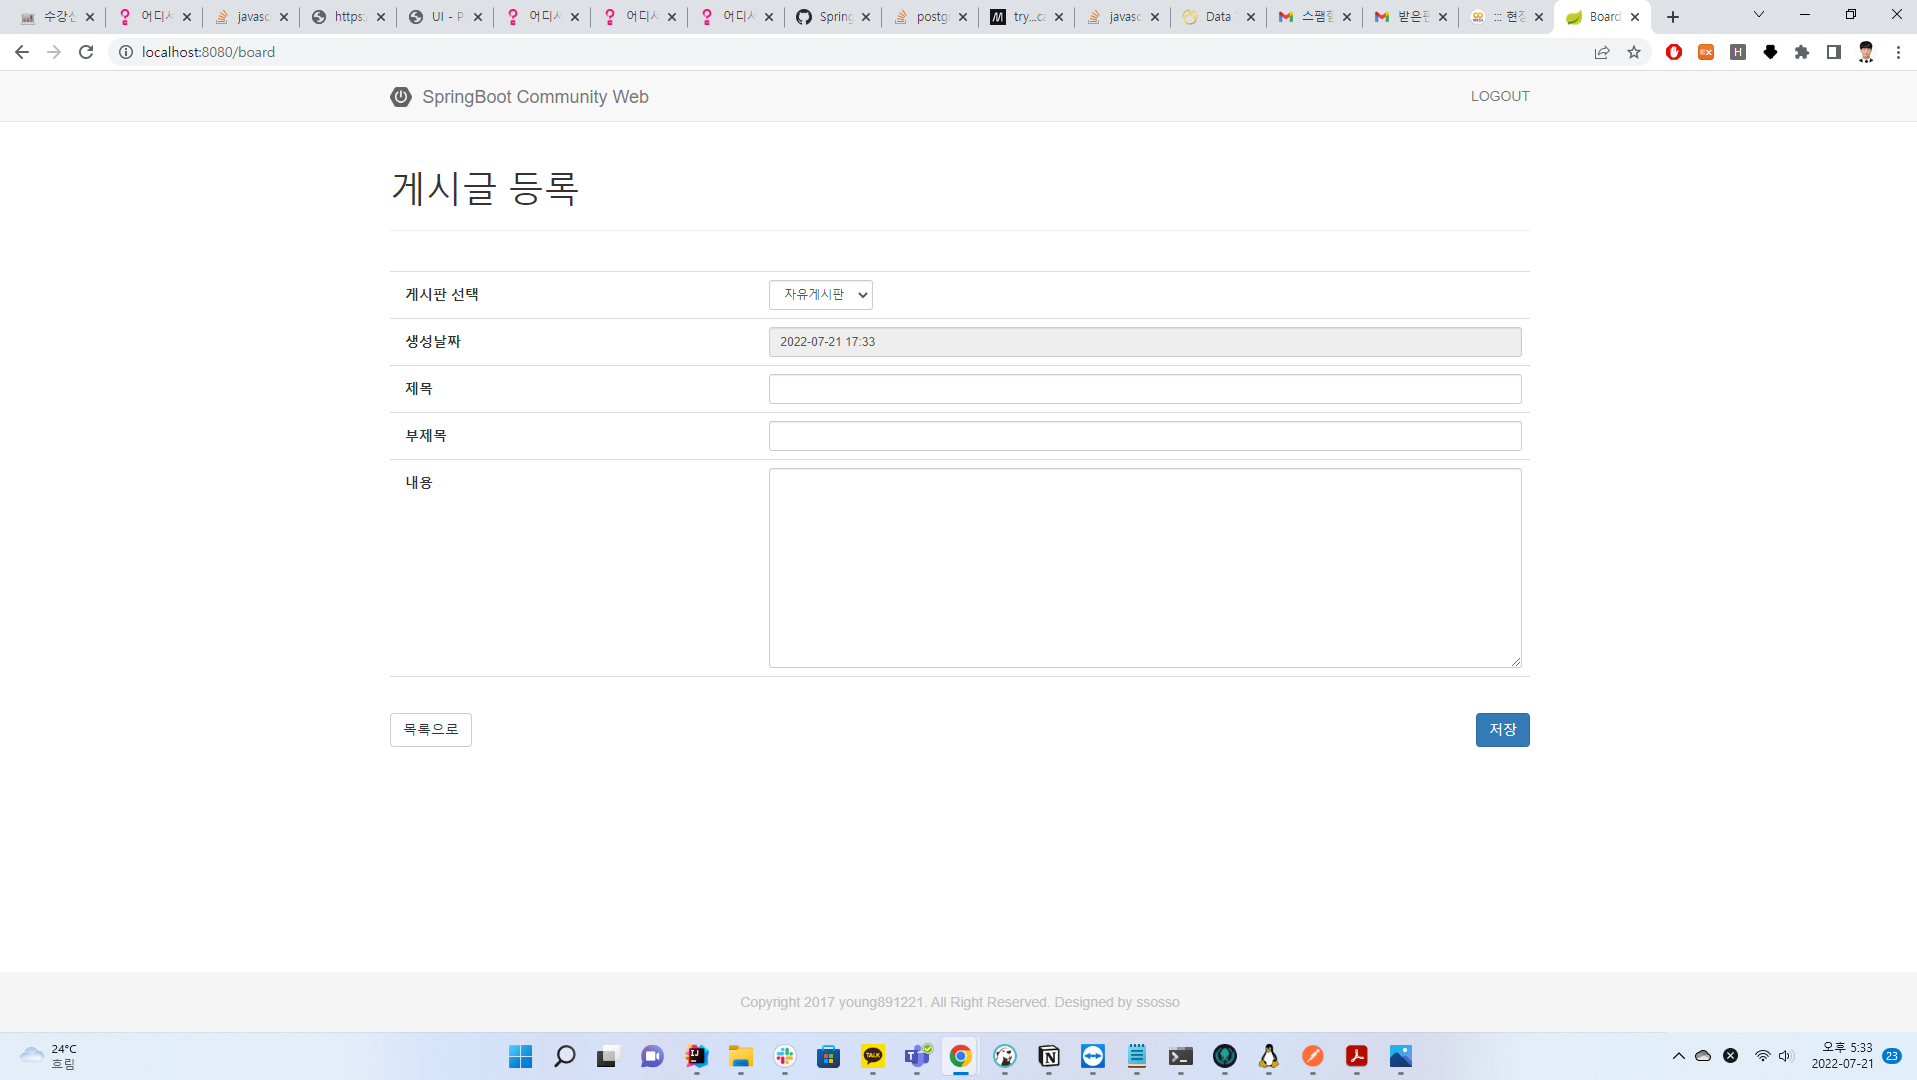 수강신
어디서
javasc
https:/
UI - P
어디서
어디서
어디서
Spring
postg
try...ca
javasc
Data
스팸함
받은편
::: 현장
Board
localhost:8080/board
SpringBoot Community Web
LOGOUT
게시글 등록
게시판 선택
자유게시판
생성날짜
2022-07-21 17:33
제목
부제목
내용
목록으로
저장
Copyright 2017 young891221. All Right Reserved. Designed by ssosso
24°C
흐림
오후 5:33
2022-07-21
23